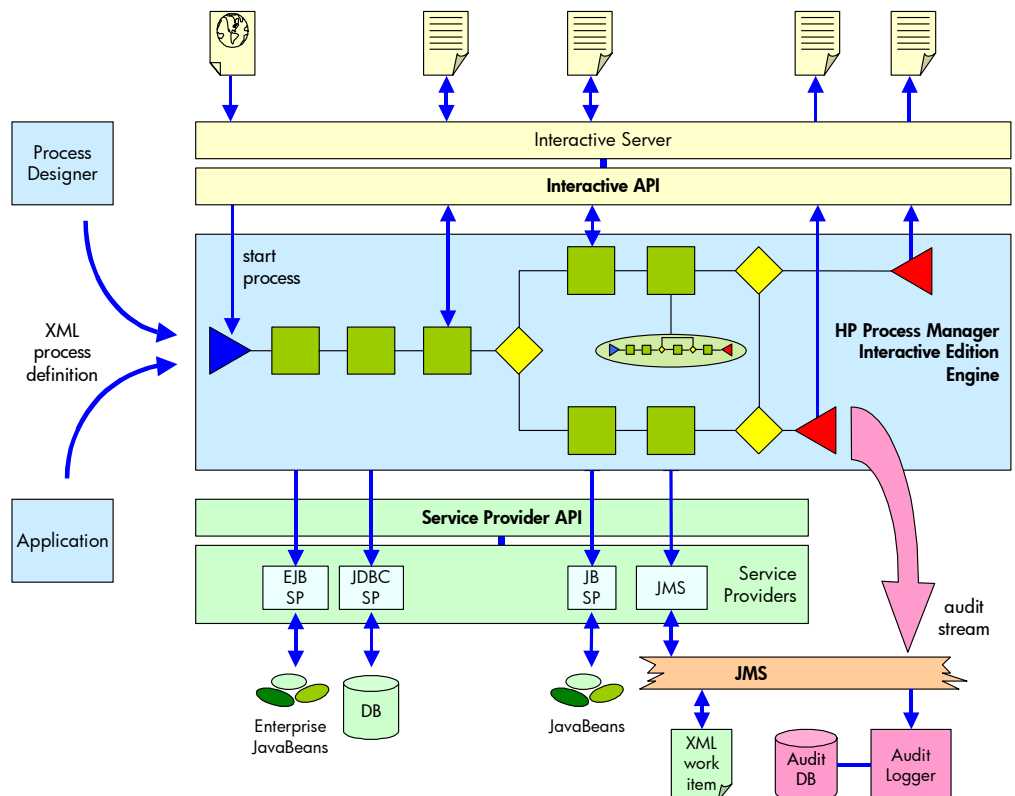 Interactive Server
Process
Designer
Interactive API
start
process
XML
process
definition
HP Process Manager
Interactive Edition
Engine
Application
Service Provider API
EJB
SP
JDBC
SP
JB
SP
JMS
Service
Providers
audit
stream
JMS
Enterprise
JavaBeans
DB
JavaBeans
XML
work
item
Audit
DB
Audit
Logger